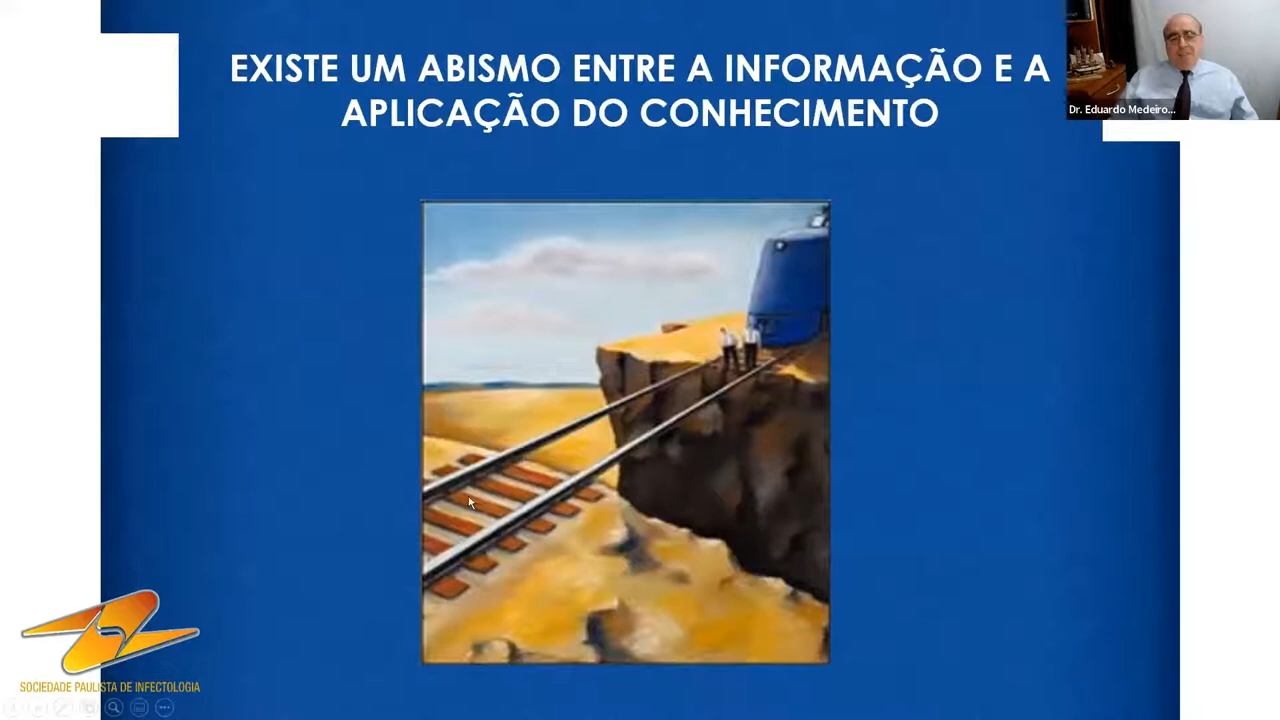 EXISTE UM ABISMO ENTRE A INFORMAÇÃO E A
APLICAÇÃO DO CONHECIMENTO
Dr. Eduardo Medeiro...
SOCIEDADE PAULISTA DE INFECTOLOGIA